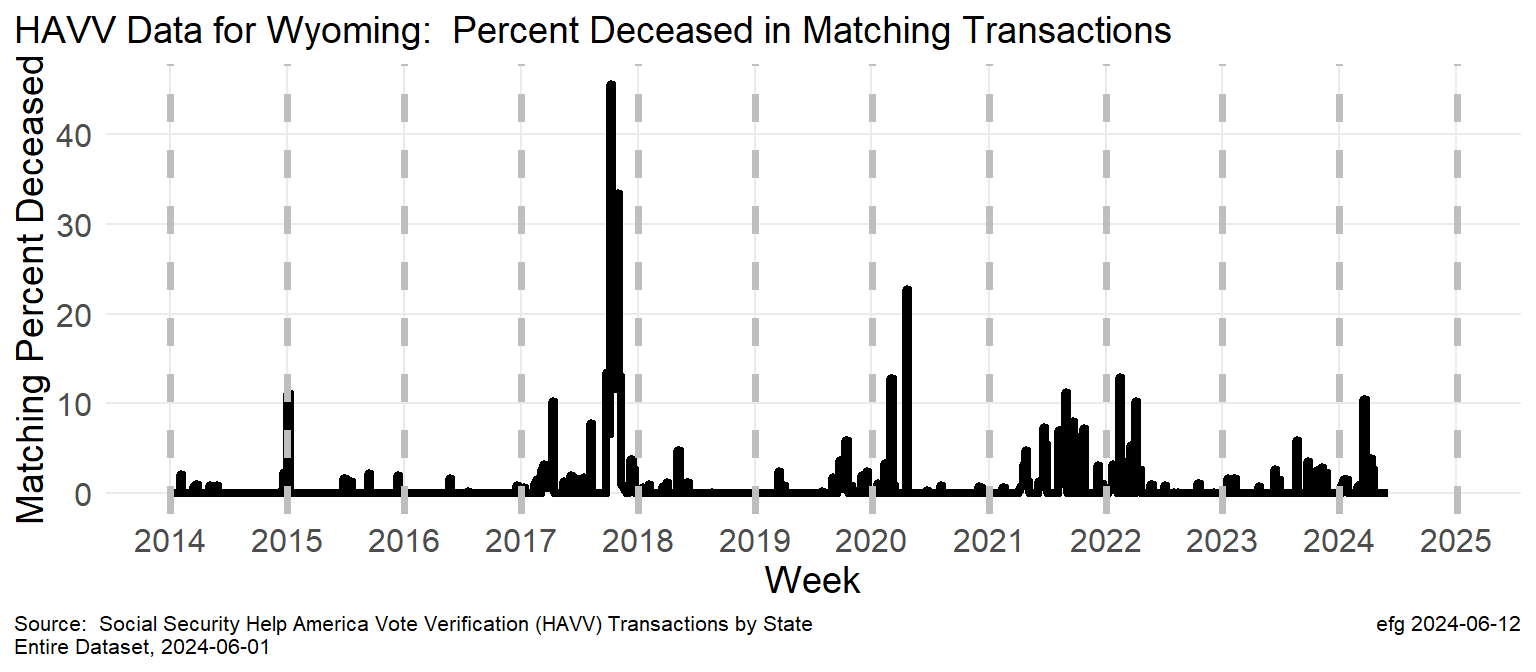 HAVV Data for Wyoming:  Percent Deceased in Matching Transactions
Matching Percent Deceased
40
30
20
10
0
2014 2015 2016 2017 2018 2019 2020 2021 2022 2023 2024 2025
Week
Source:  Social Security Help America Vote Verification (HAVV) Transactions by State
Entire Dataset, 2024-06-01
efg 2024-06-12